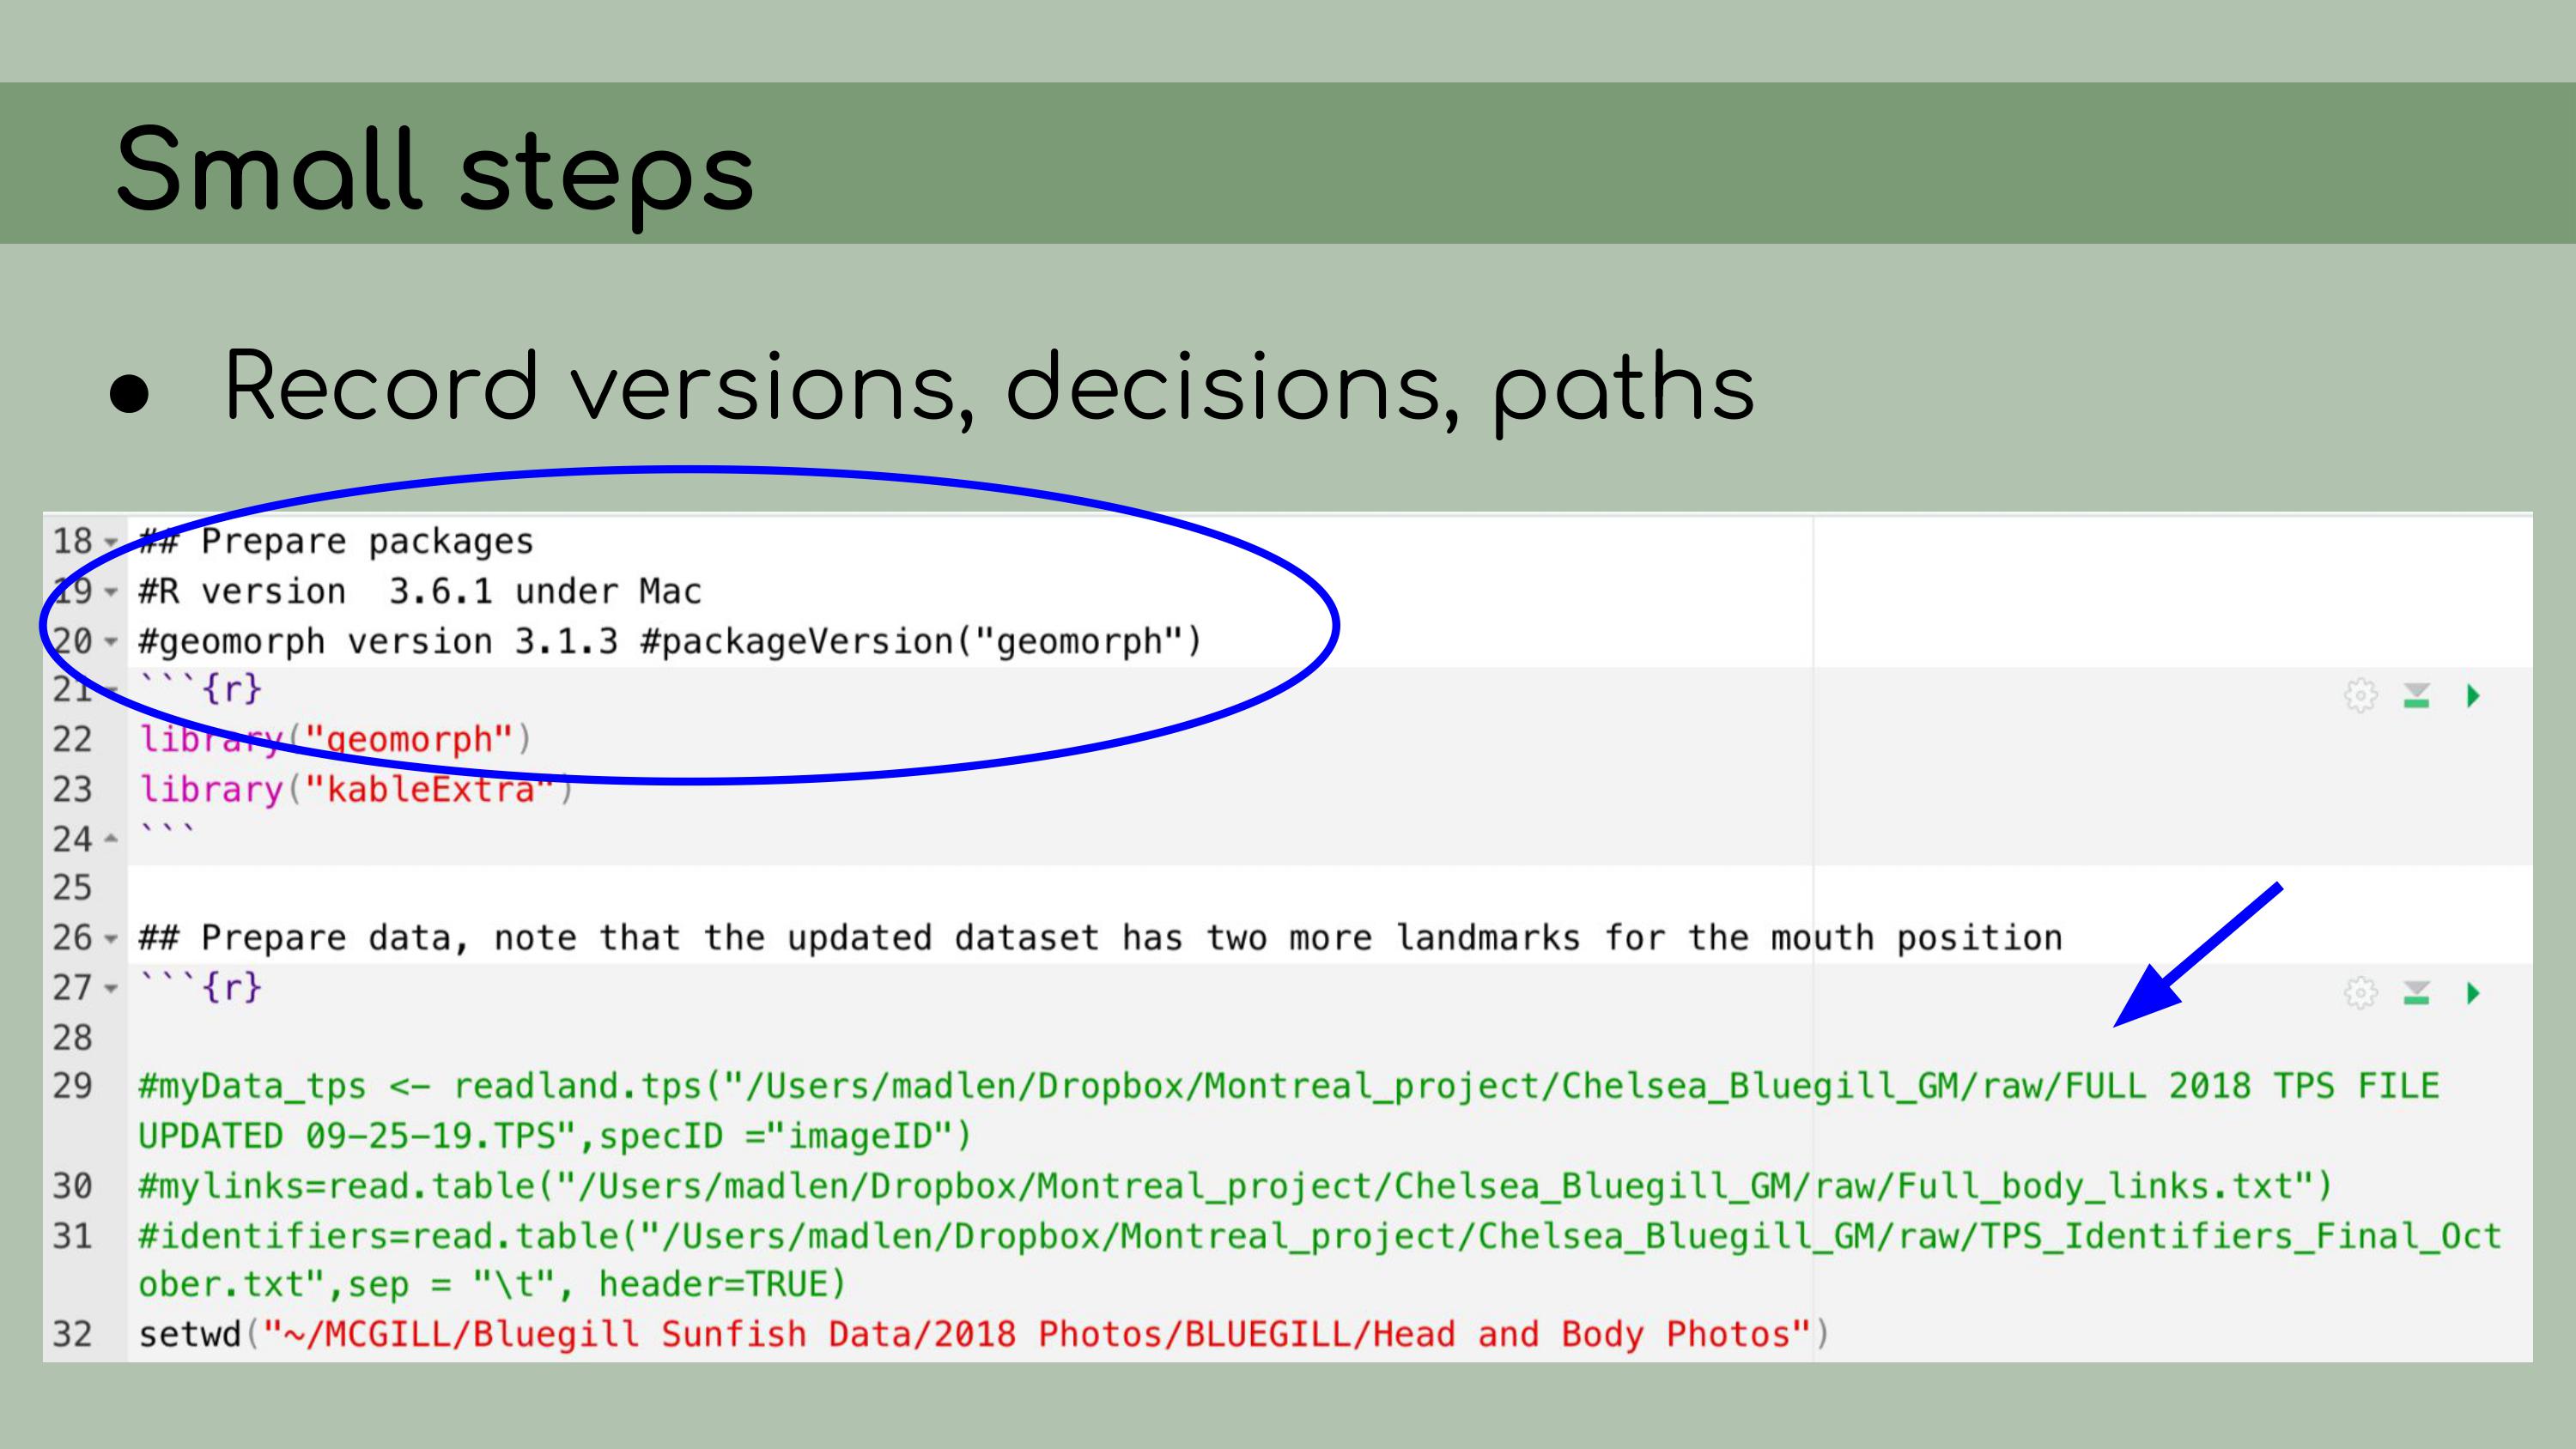 Small steps
● Record versions, decisions, paths
18 ## Prepare packages
19 #R version  3.6.1 under Mac
20 #geomorph version 3.1.3 #packageVersion("geomorph")
21 ```{r}
22 library("geomorph")
23 library("kableExtra")
24 ```
25
26 ## Prepare data, note that the updated dataset has two more landmarks for the mouth position
27 ```{r}
28
29 #myData_tps <- readland.tps("/Users/madlen/Dropbox/Montreal_project/Chelsea_Bluegill_GM/raw/FULL 2018 TPS FILE
UPDATED 09-25-19.TPS",specID ="imageID")
30 #mylinks=read.table("/Users/madlen/Dropbox/Montreal_project/Chelsea_Bluegill_GM/raw/Full_body_links.txt")
31 #identifiers=read.table("/Users/madlen/Dropbox/Montreal_project/Chelsea_Bluegill_GM/raw/TPS_Identifiers_Final_Oct
ober.txt",sep = "\t", header=TRUE)
32 setwd("~/MCGILL/Bluegill Sunfish Data/2018 Photos/BLUEGILL/Head and Body Photos")